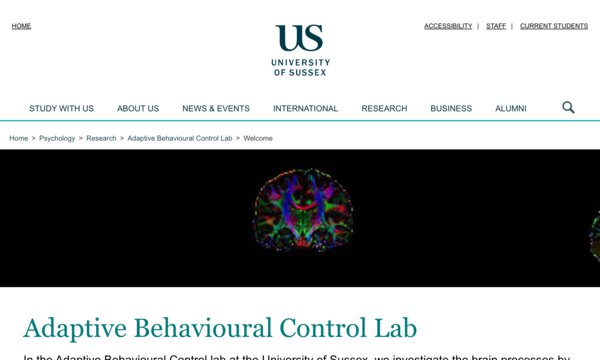 HOME
ACCESSIBILITY | STAFF | CURRENT STUDENTS
US
UNIVERSITY
OF SUSSEX
STUDY WITH US ABOUT US NEWS & EVENTS INTERNATIONAL RESEARCH BUSINESS ALUMNI
Home > Psychology > Research > Adaptive Behavioural Control Lab > Welcome
Adaptive Behavioural Control Lab
In the Adaptive Behavioural Control lab at the University of Sussex, we investigate the brain processes by